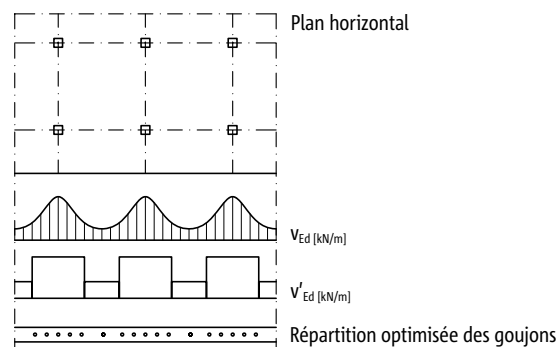 Plan horizontal
vEd [kN/m]
v'Ed [kN/m]
Répartition optimisée des goujons